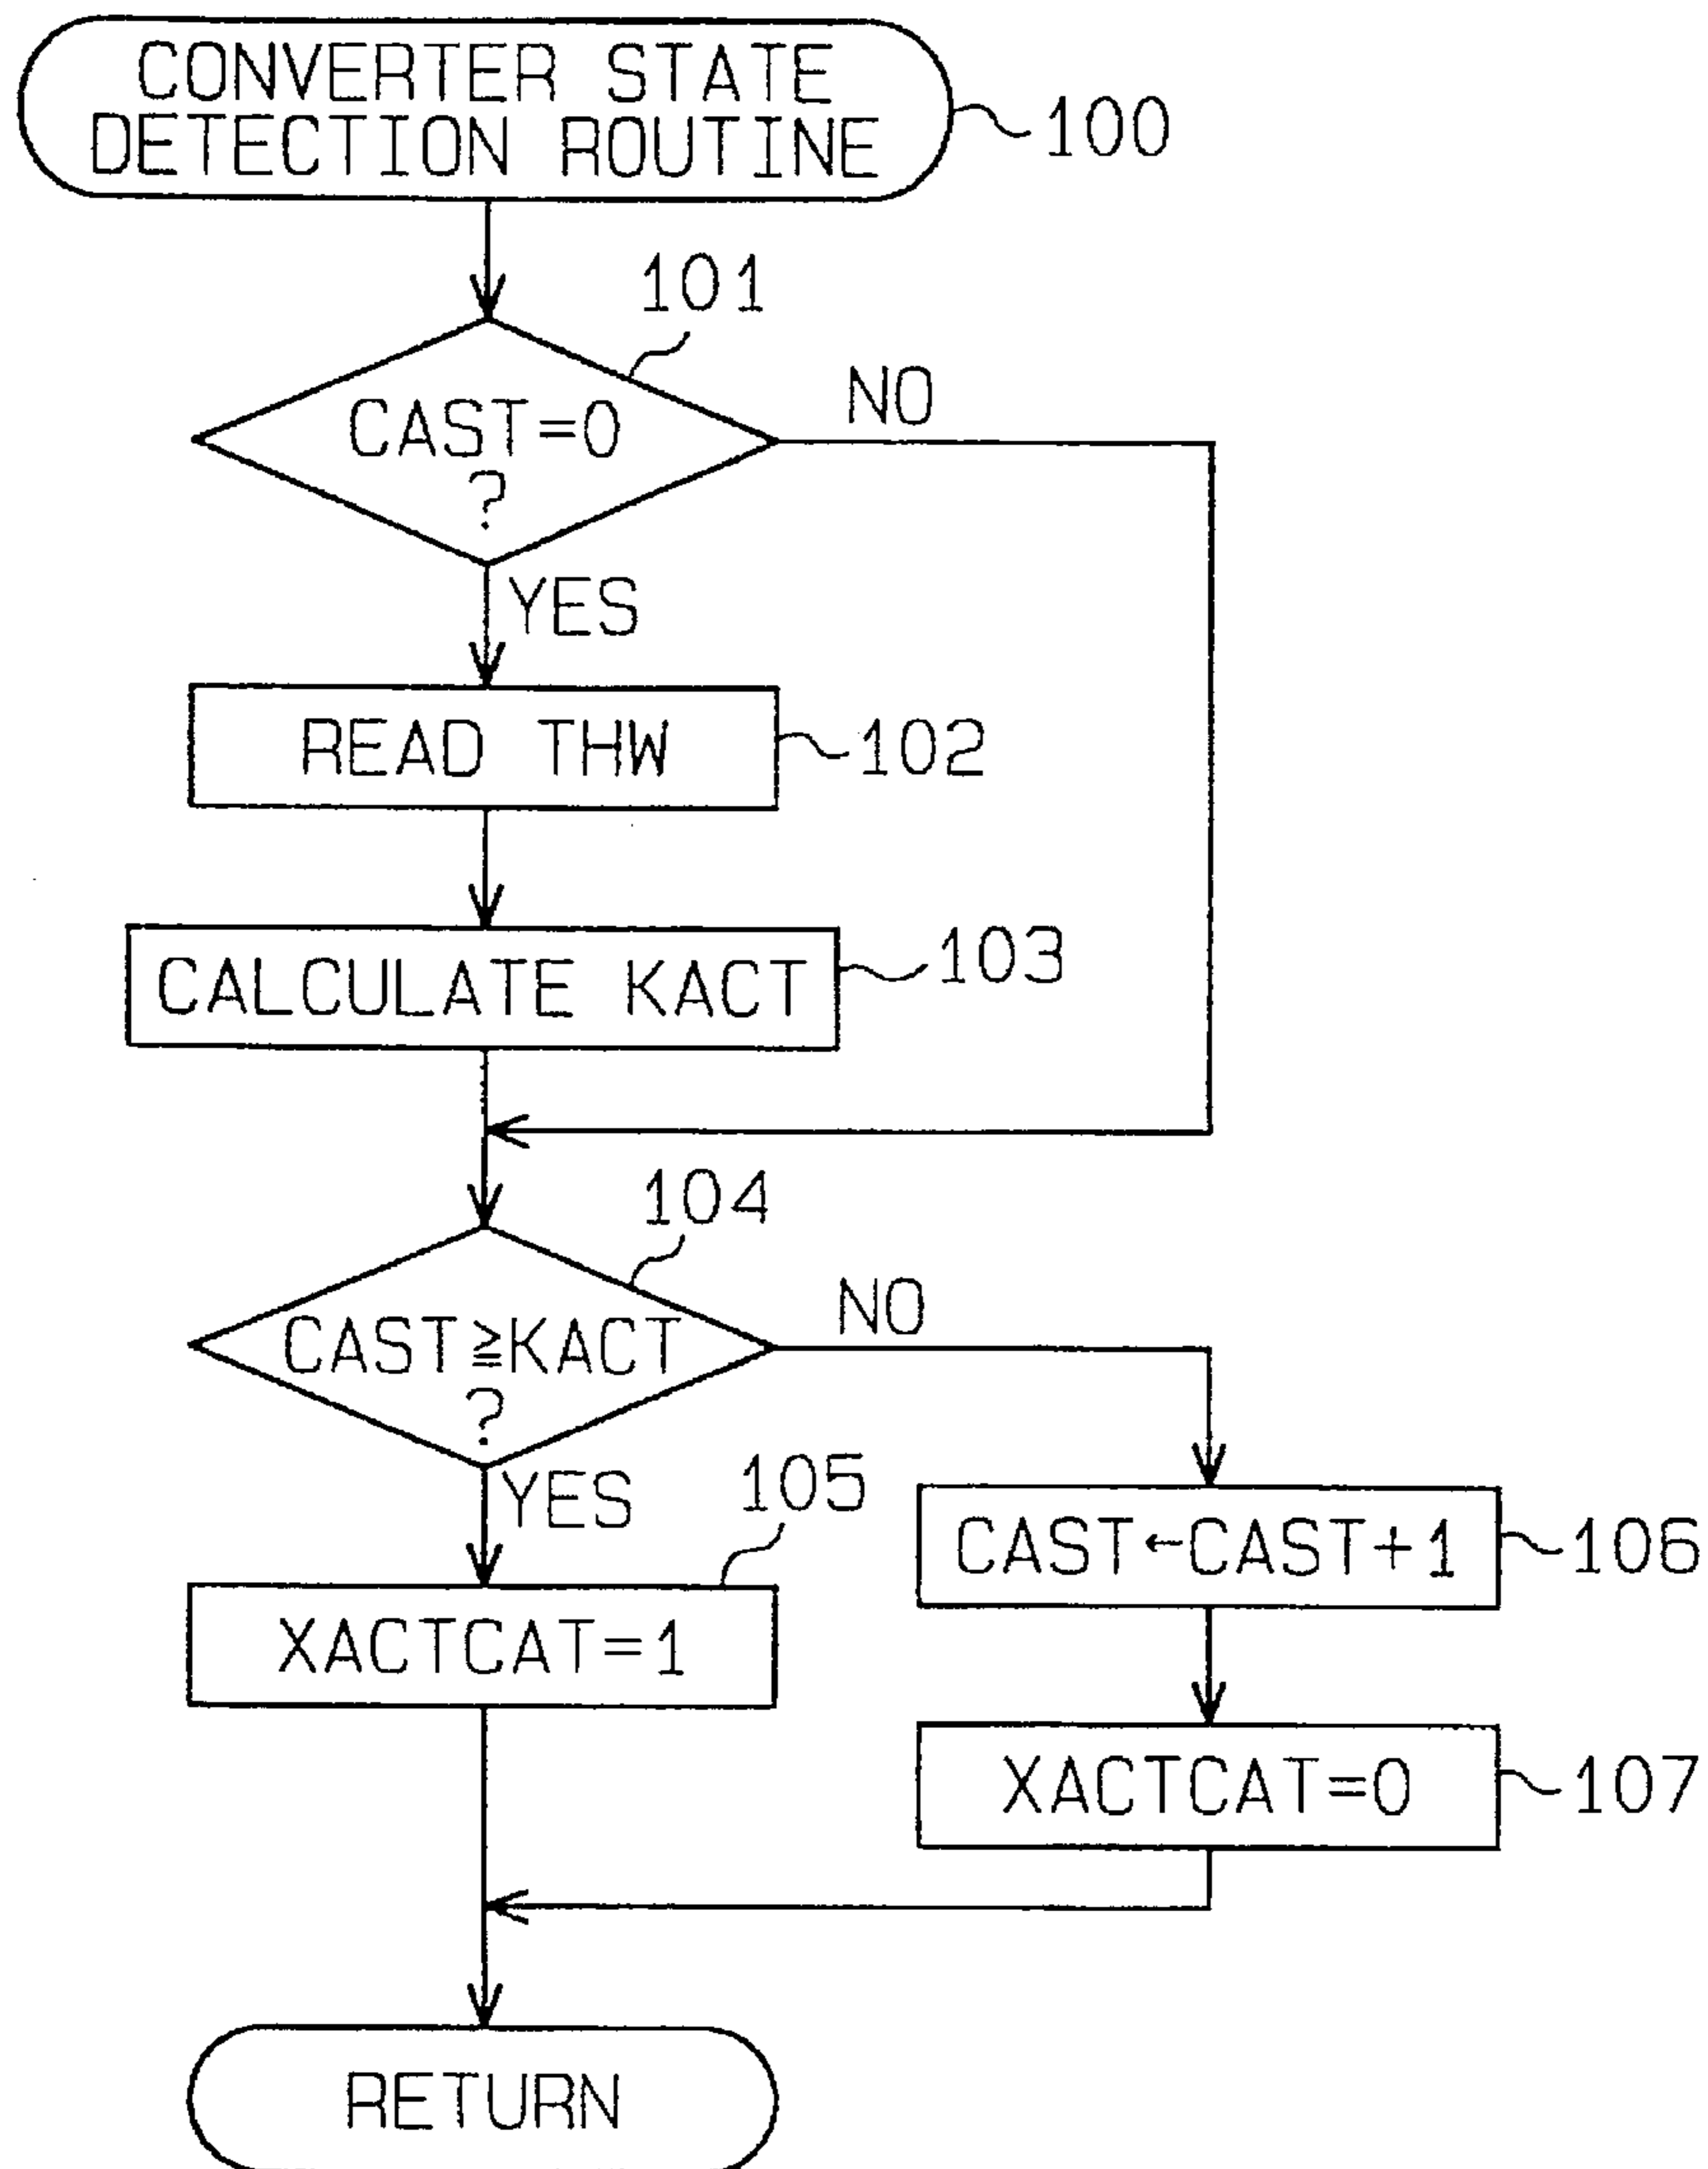 CONVERTER STATE
DETECTION ROUTINE
100
101
CAST=0
?
NO
YES
READ THW
102
CALCULATE KACT
103
104
CAST≧KACT
?
NO
YES
105
XACTCAT=1
CAST←CAST+1
106
XACTCAT=0
107
RETURN